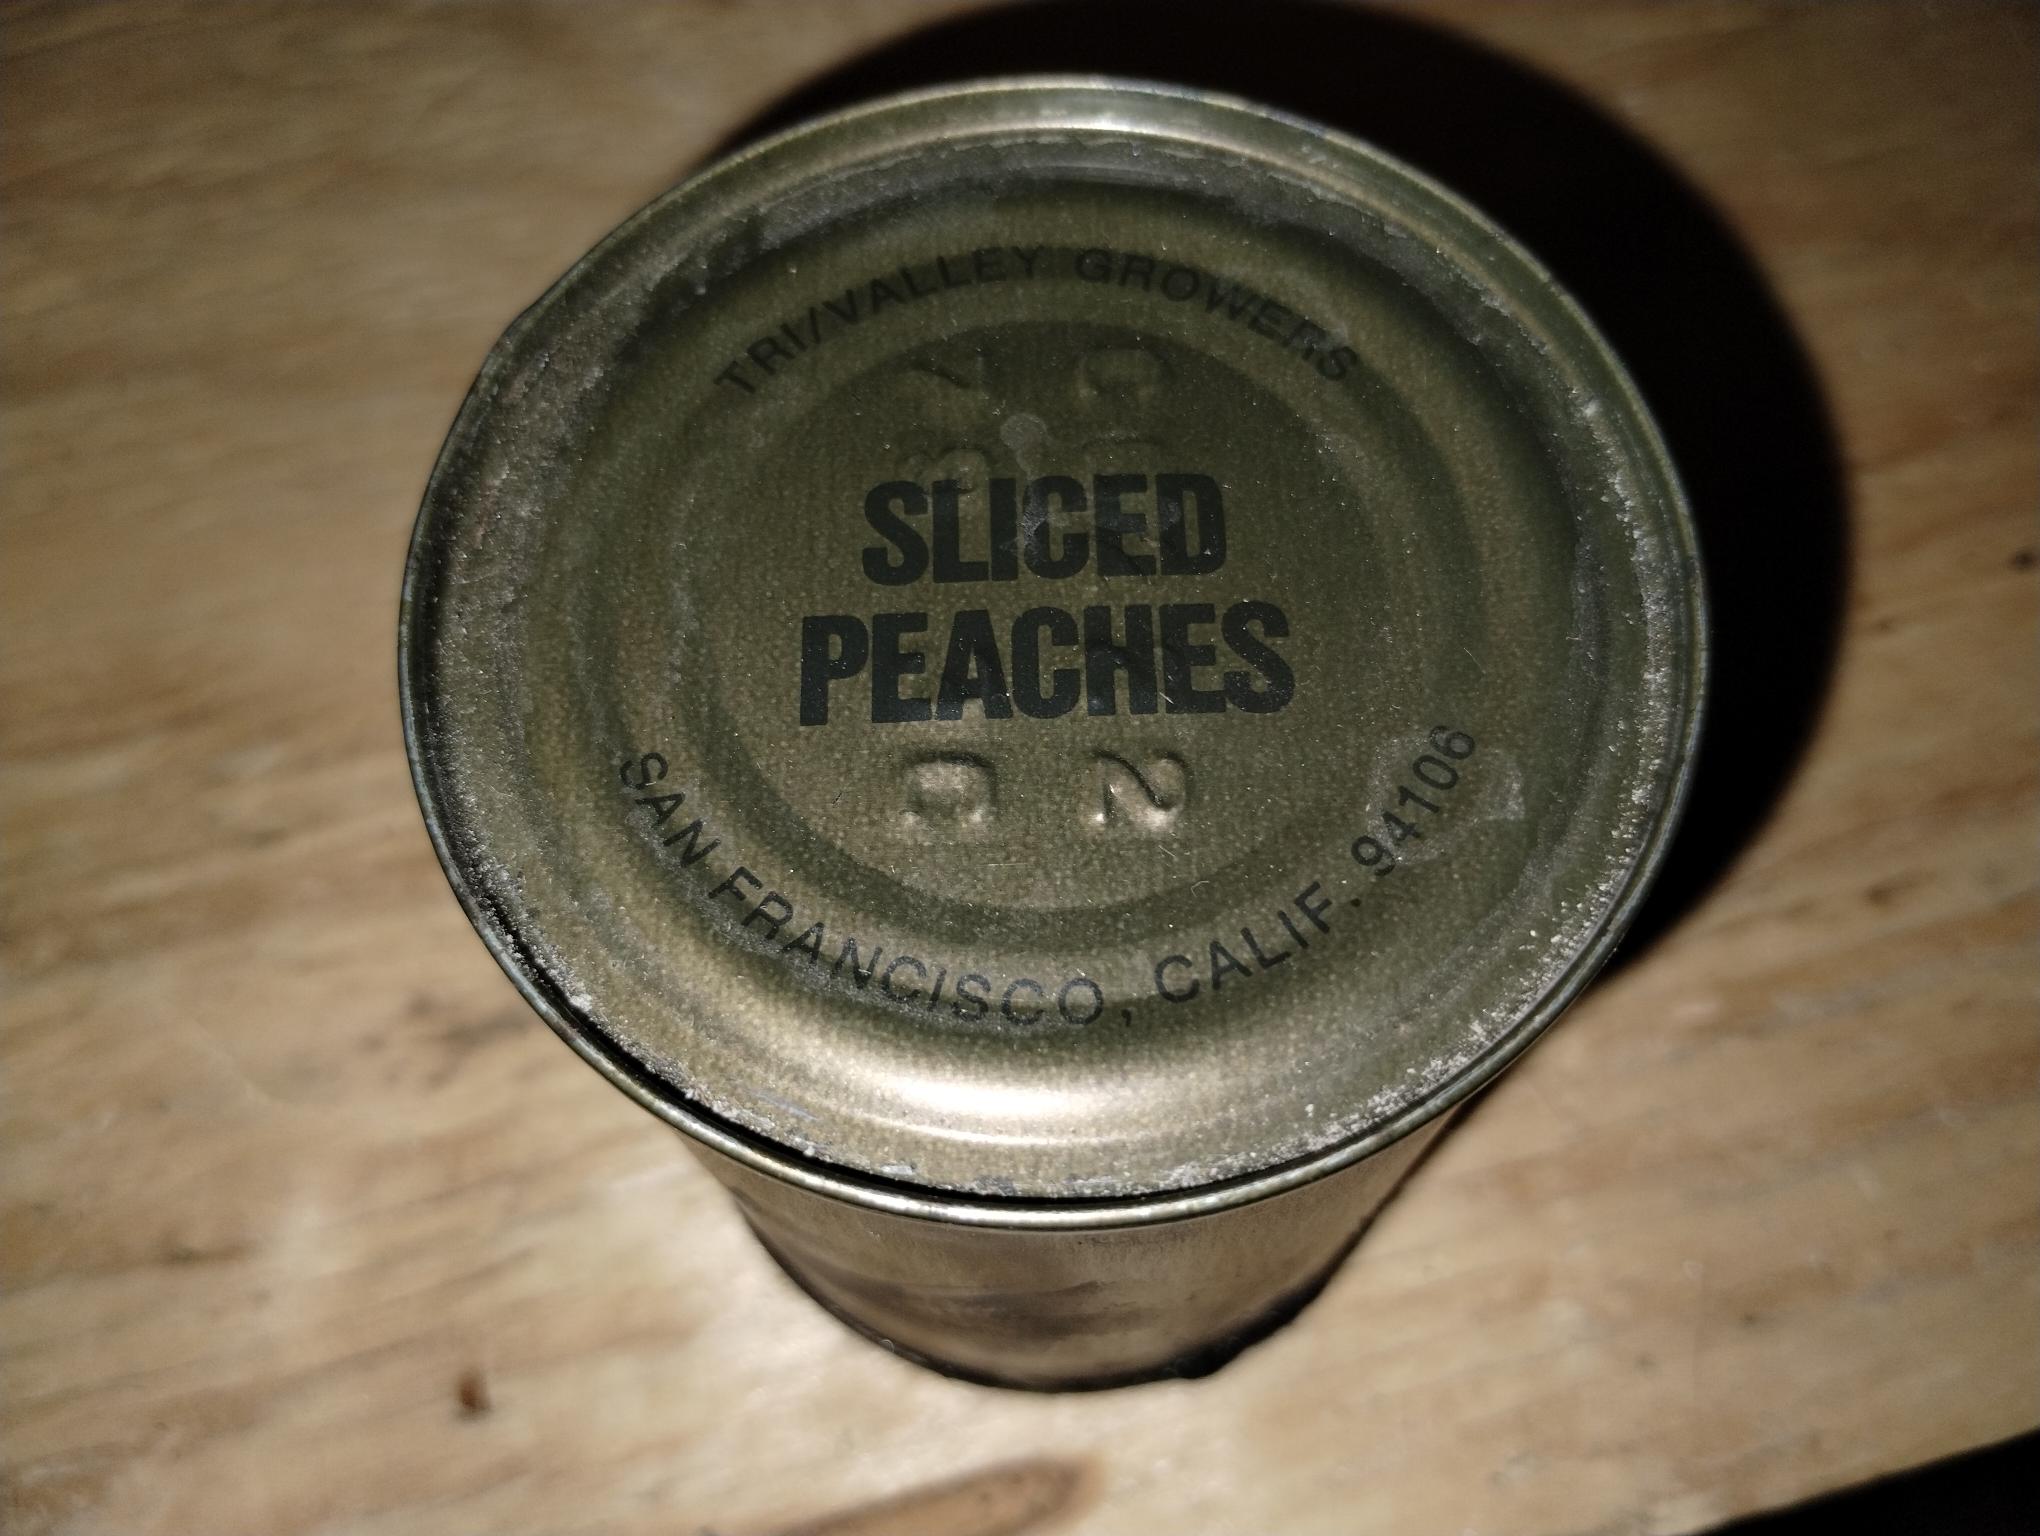 TRI/VALLEY GROWERS
SLICED
PEACHES
SAN FRANCISCO, CALIF. 94106